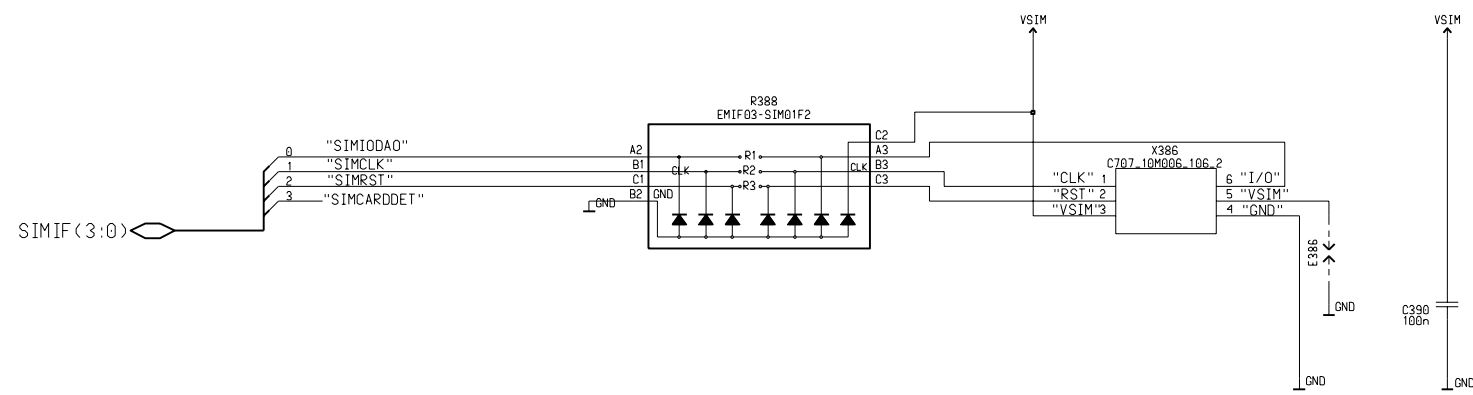 VSIM
VSIM
R388
EMIF03-SIM01F2
C2
0 "SIMIODAO" A2 R1 A3
X386
1 "SIMCLK" B1 CLK R2 CLK B3
C707_10M006_106_2
2 "SIMRST" C1 R3 C3
"CLK" 1 6 "I/O"
3 "SIMCARDDET" B2 GND
"RST" 2 5 "VSIM"
GND
"VSIM" 3 4 "GND"
SIMIF(3:0)
E386
GND
C390
100n
GND
GND